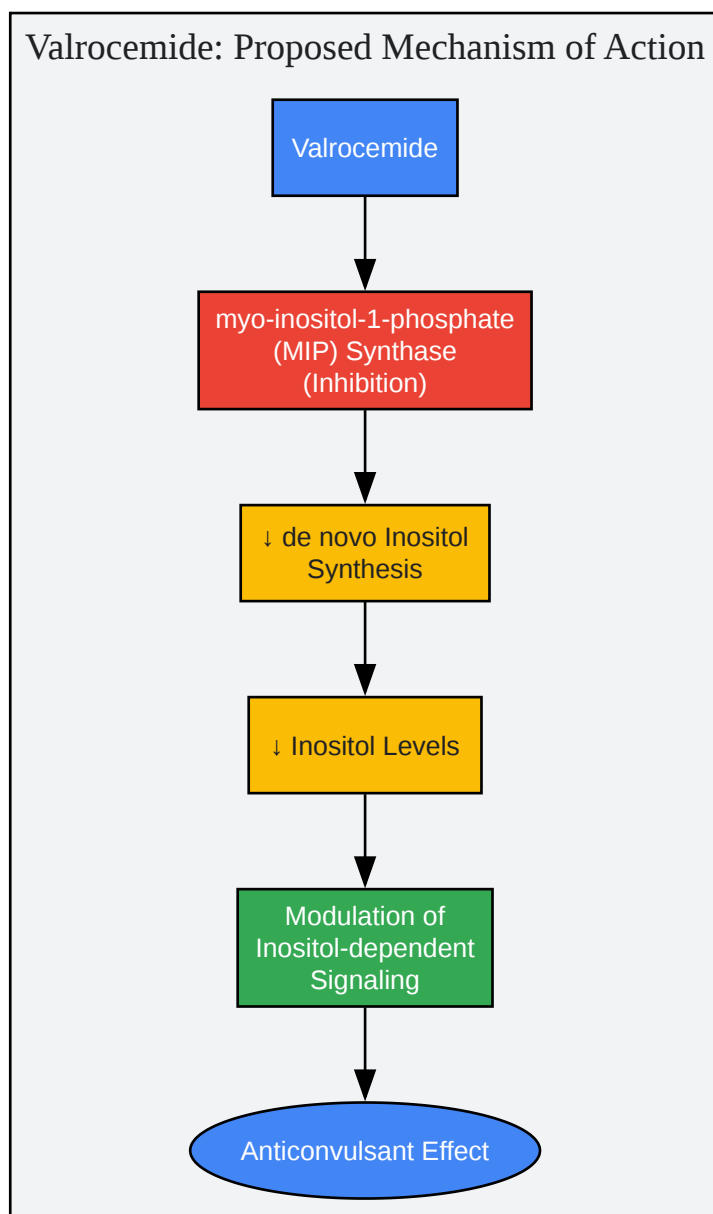 Valrocemide: Proposed Mechanism of Action
Valrocemide
myo-inositol-1-phosphate
(MIP) Synthase
(Inhibition)
↓ de novo Inositol
Synthesis
↓ Inositol Levels
Modulation of
Inositol-dependent
Signaling
Anticonvulsant Effect